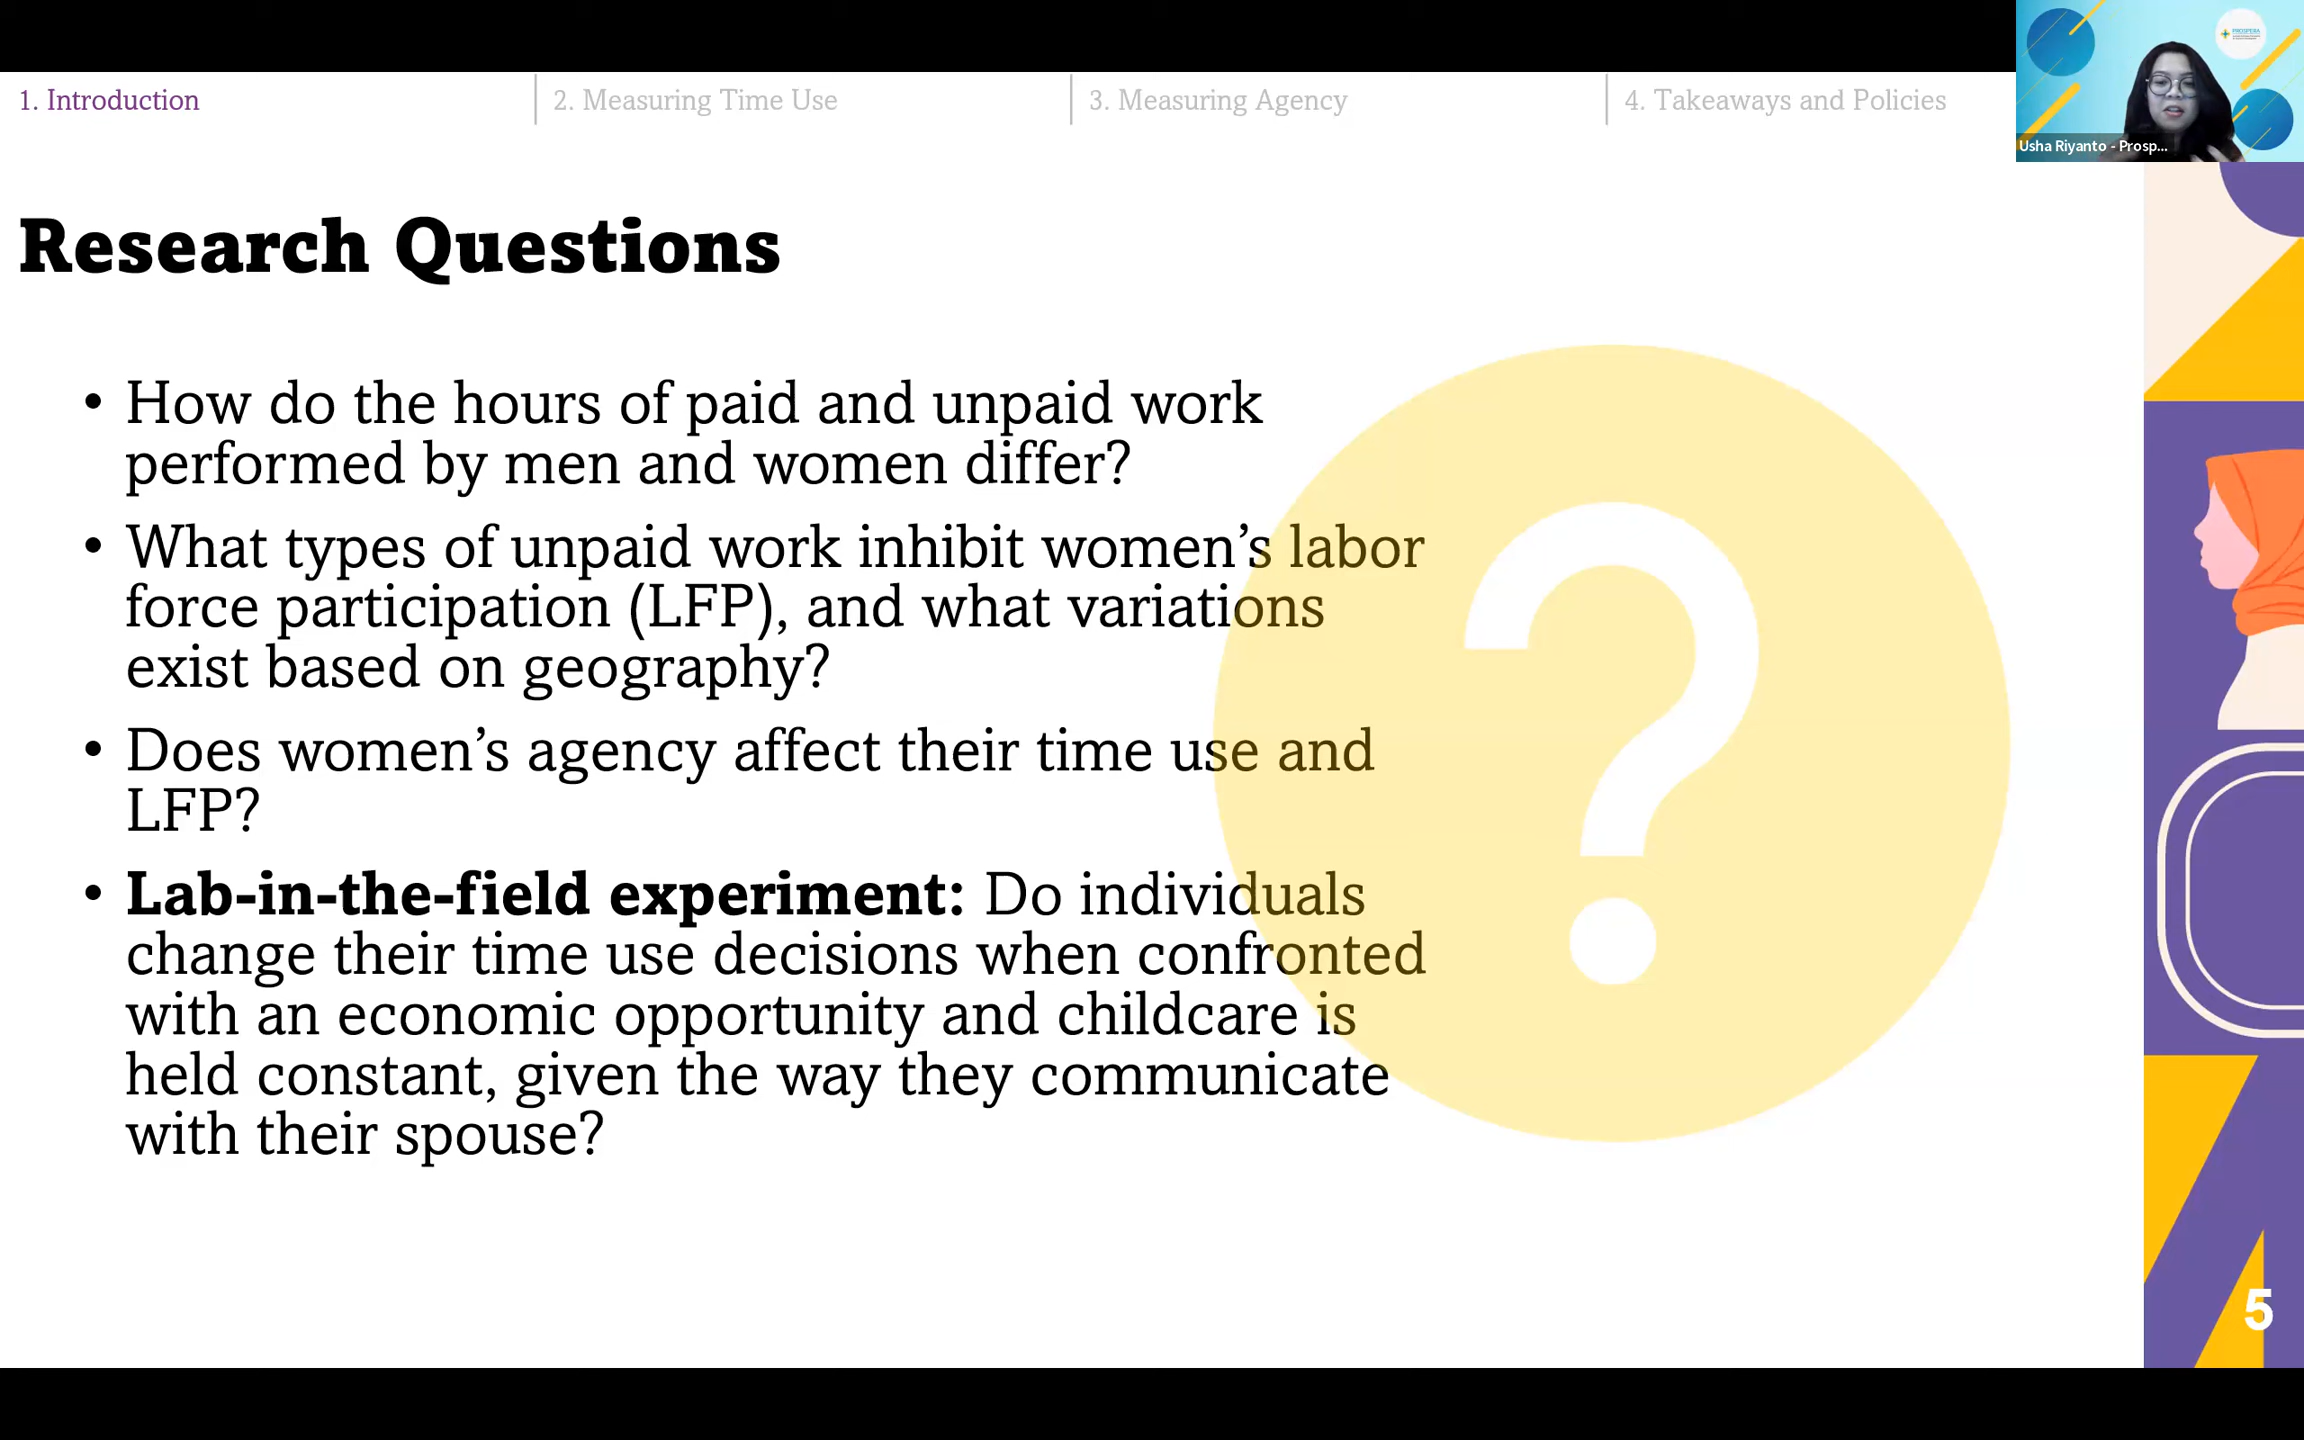 1. Introduction
2. Measuring Time Use
3. Measuring Agency
4. Takeaways and Policies
PROSPERA
Usha Riyanto - Prosp...
Research Questions
• How do the hours of paid and unpaid work
performed by men and women differ?
• What types of unpaid work inhibit women’s labor
force participation (LFP), and what variations
exist based on geography?
• Does women’s agency affect their time use and
LFP?
• Lab-in-the-field experiment: Do individuals
change their time use decisions when confronted
with an economic opportunity and childcare is
held constant, given the way they communicate
with their spouse?
?
5